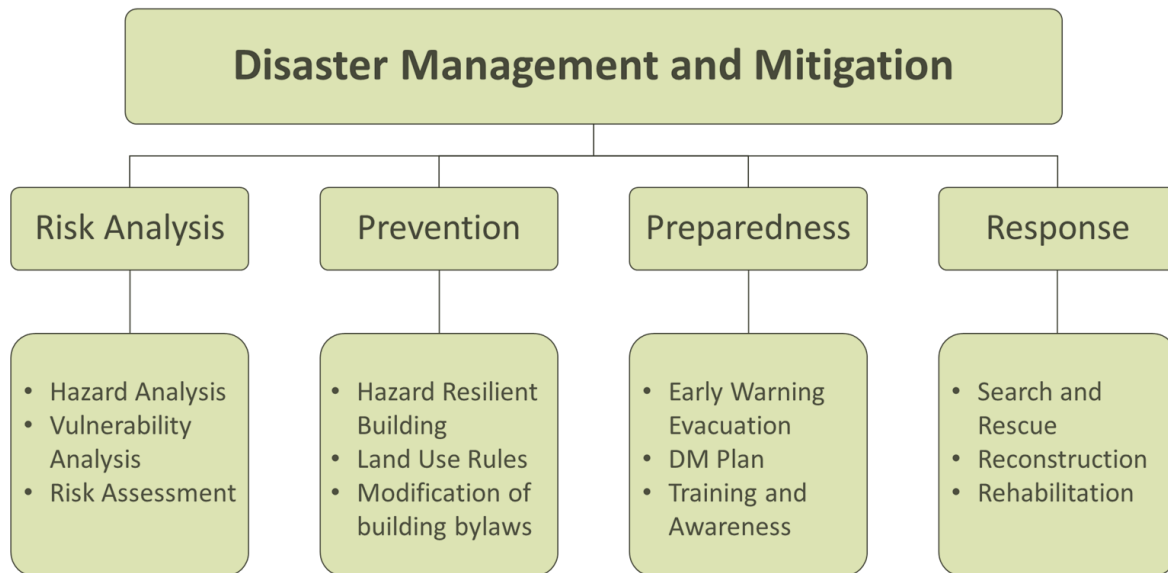 Disaster Management and Mitigation
Risk Analysis
Prevention
Preparedness
Response
• Hazard Analysis
• Vulnerability
Analysis
• Risk Assessment
• Hazard Resilient
Building
• Land Use Rules
• Modification of
building bylaws
• Early Warning
Evacuation
• DM Plan
• Training and
Awareness
• Search and
Rescue
• Reconstruction
• Rehabilitation